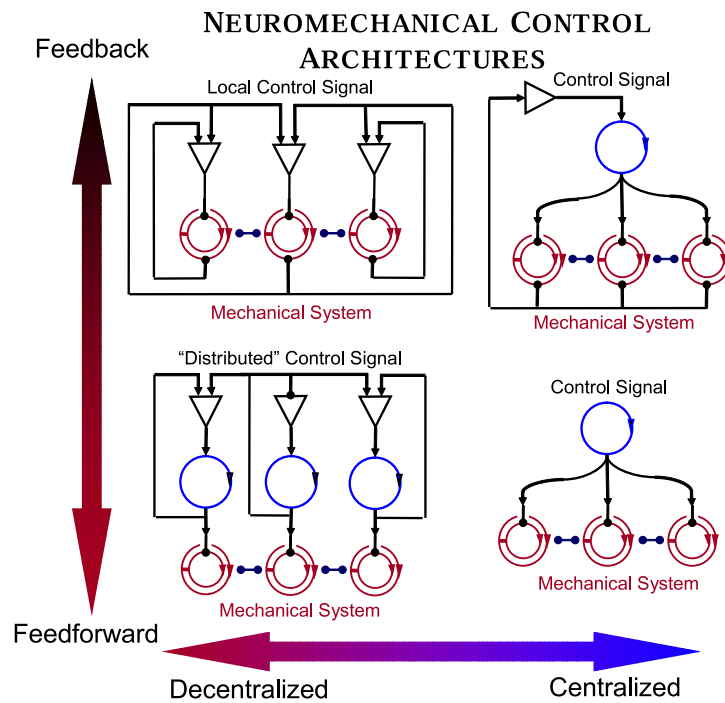 NEUROMECHANICAL CONTROL
ARCHITECTURES
Feedback
Local Control Signal
Control Signal
Mechanical System
Mechanical System
“Distributed” Control Signal
Control Signal
Mechanical System
Mechanical System
Feedforward
Decentralized
Centralized